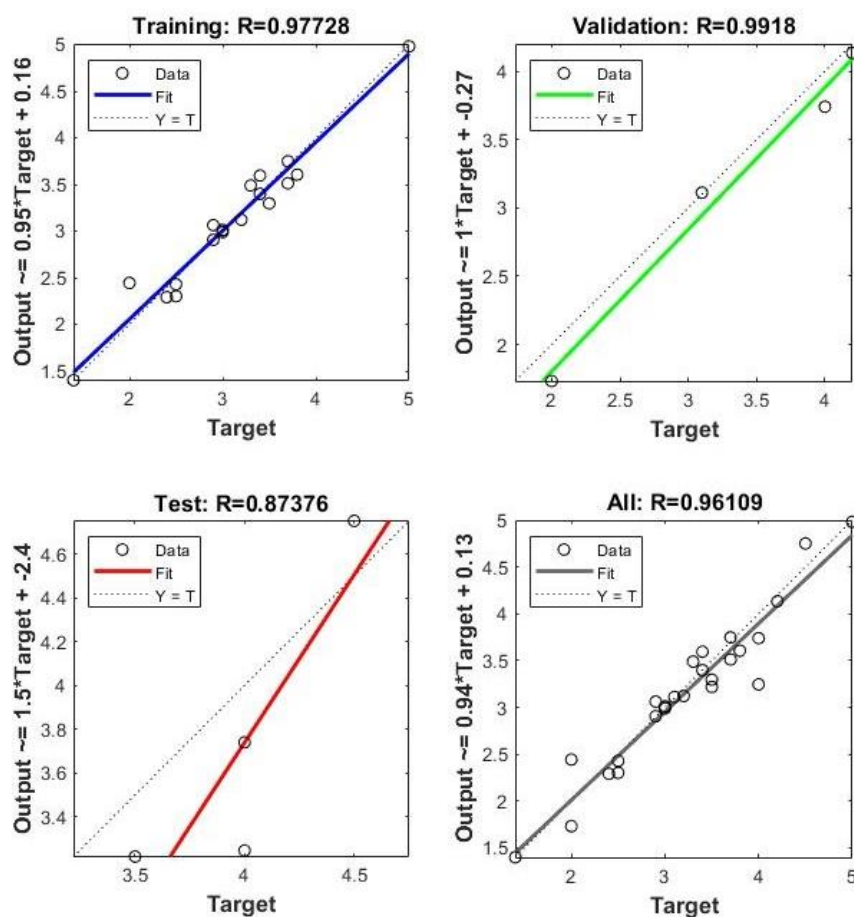 Training: R=0.97728
Output ~= 0.95*Target + 0.16
5
4.5
4
3.5
3
2.5
2
1.5
Data
Fit
Y = T
2
3
4
5
Target
Validation: R=0.9918
Output ~= 1*Target + -0.27
4
3.5
3
2.5
2
Data
Fit
Y = T
2
2.5
3
3.5
4
Target
Test: R=0.87376
Output ~= 1.5*Target + -2.4
4.6
4.4
4.2
4
3.8
3.6
3.4
Data
Fit
Y = T
3.5
4
4.5
Target
All: R=0.96109
Output ~= 0.94*Target + 0.13
5
4.5
4
3.5
3
2.5
2
1.5
Data
Fit
Y = T
2
3
4
5
Target